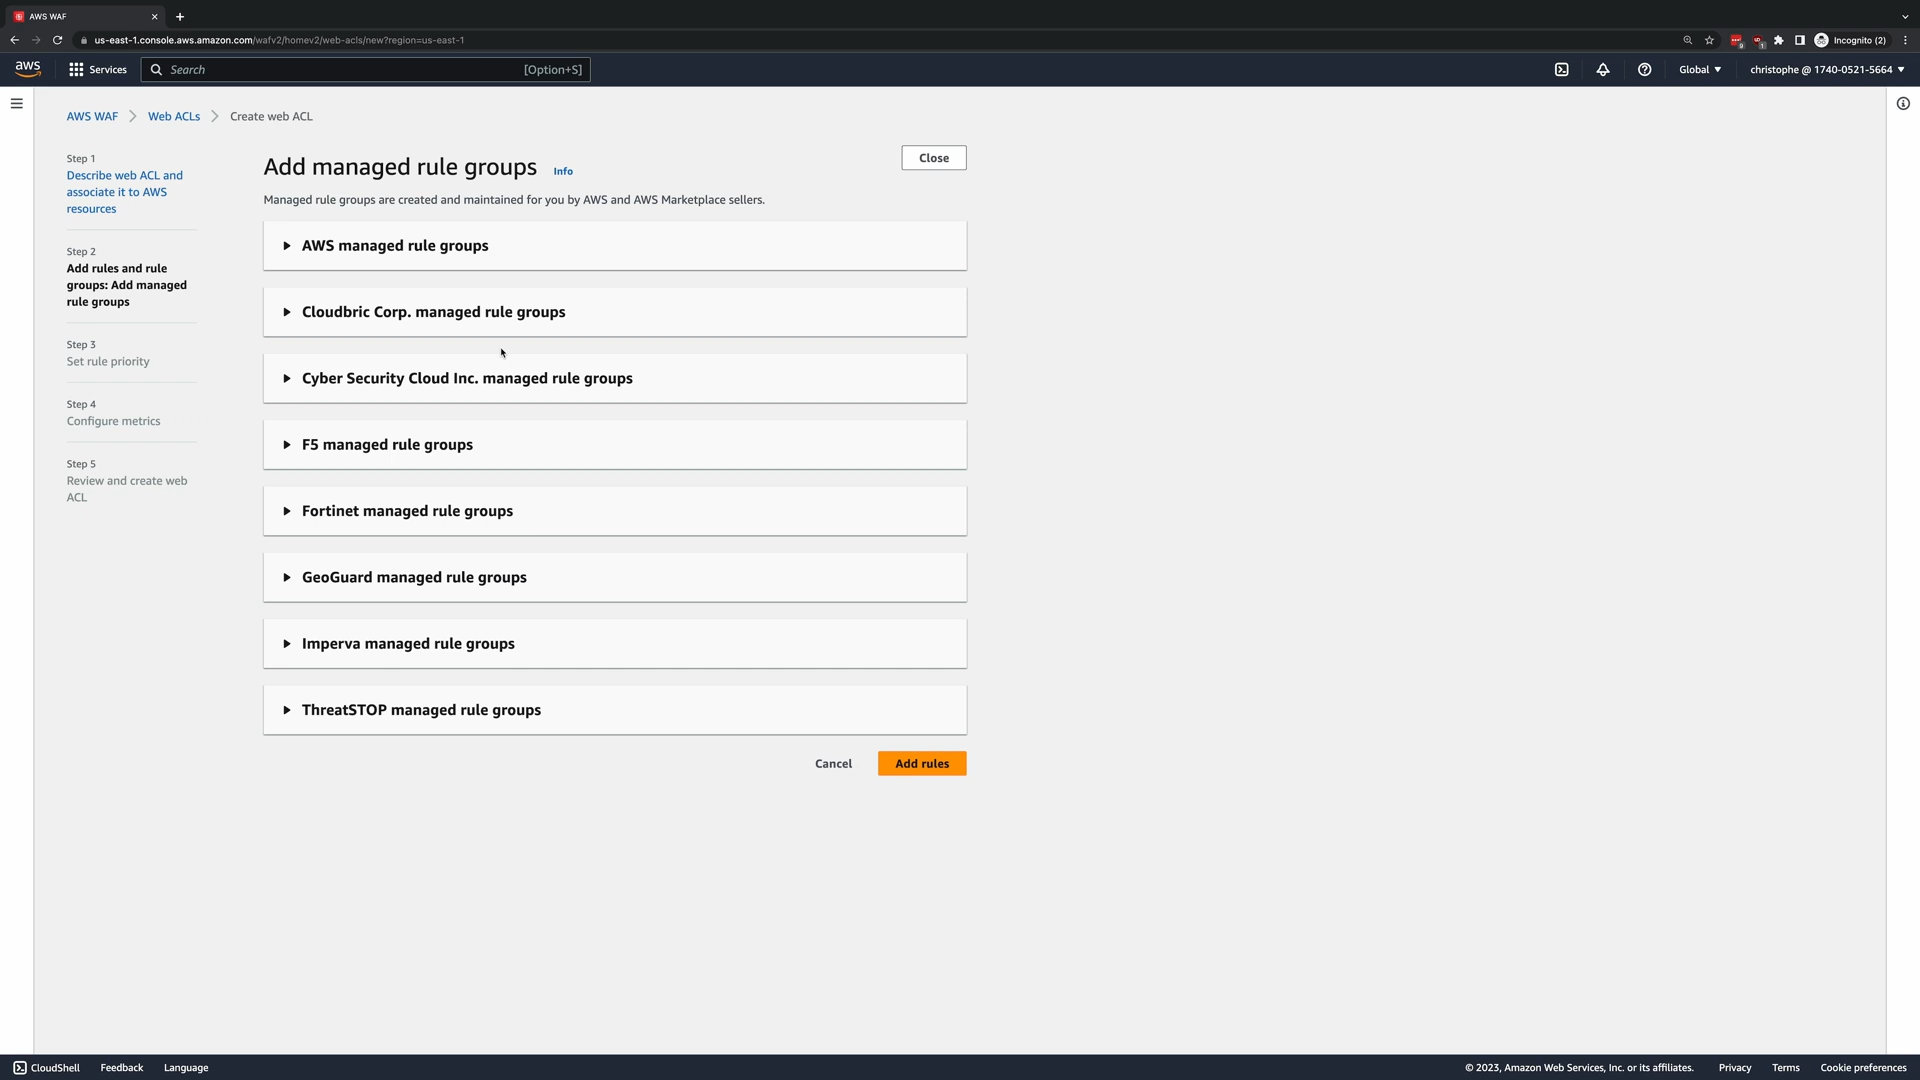 AWS WAF
us-east-1.console.aws.amazon.com/wafv2/homev2/web-acls/new?region=us-east-1
Incognito (2)
aws
Services
Search
[Option+S]
Global
christophe @ 1740-0521-5664
AWS WAF
Web ACLs
Create web ACL
Step 1
Describe web ACL and
associate it to AWS
resources
Step 2
Add rules and rule
groups: Add managed
rule groups
Step 3
Set rule priority
Step 4
Configure metrics
Step 5
Review and create web
ACL
Add managed rule groups
Info
Close
Managed rule groups are created and maintained for you by AWS and AWS Marketplace sellers.
AWS managed rule groups
Cloudbric Corp. managed rule groups
Cyber Security Cloud Inc. managed rule groups
F5 managed rule groups
Fortinet managed rule groups
GeoGuard managed rule groups
Imperva managed rule groups
ThreatSTOP managed rule groups
Cancel
Add rules
CloudShell
Feedback
Language
© 2023, Amazon Web Services, Inc. or its affiliates.
Privacy
Terms
Cookie preferences